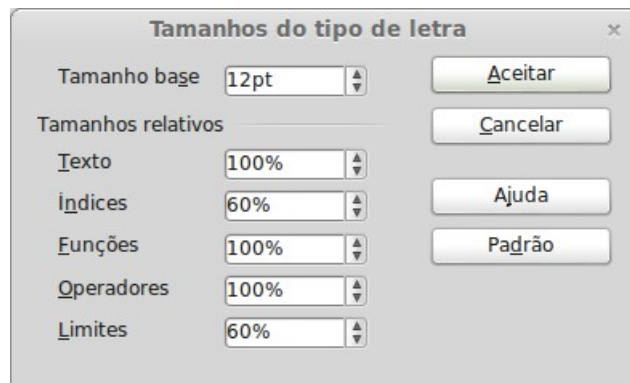 Tamanhos do tipo de letra
Tamanho base 12pt Aceitar
Tamanhos relativos Cancelar
Texto 100%
Índices 60% Ajuda
Funções 100% Padrão
Operadores 100%
Limites 60%